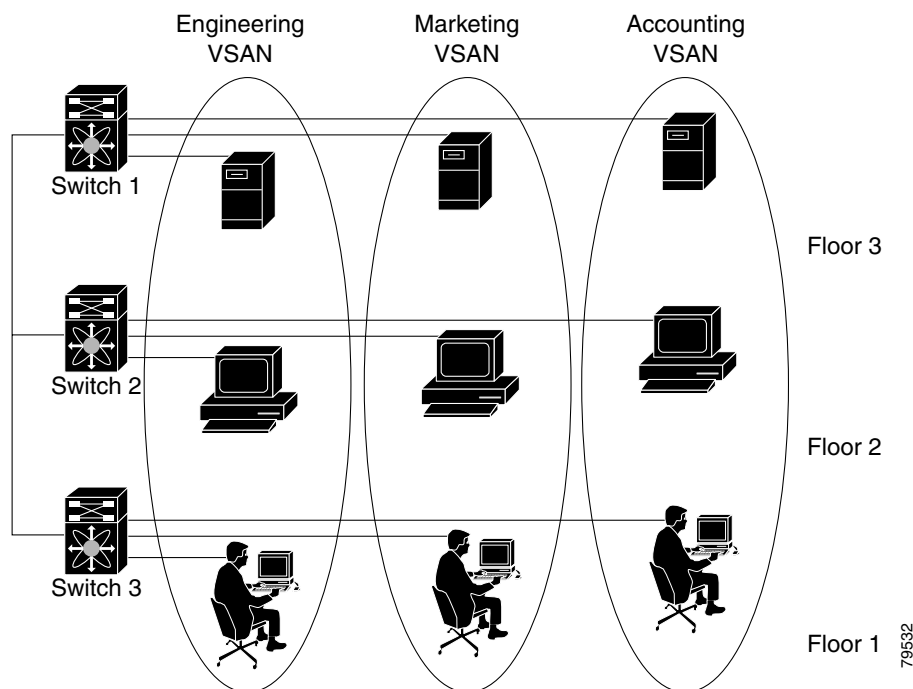 Engineering
VSAN
Marketing
VSAN
Accounting
VSAN
Switch 1
Floor 3
Switch 2
Floor 2
Switch 3
Floor 1
79532